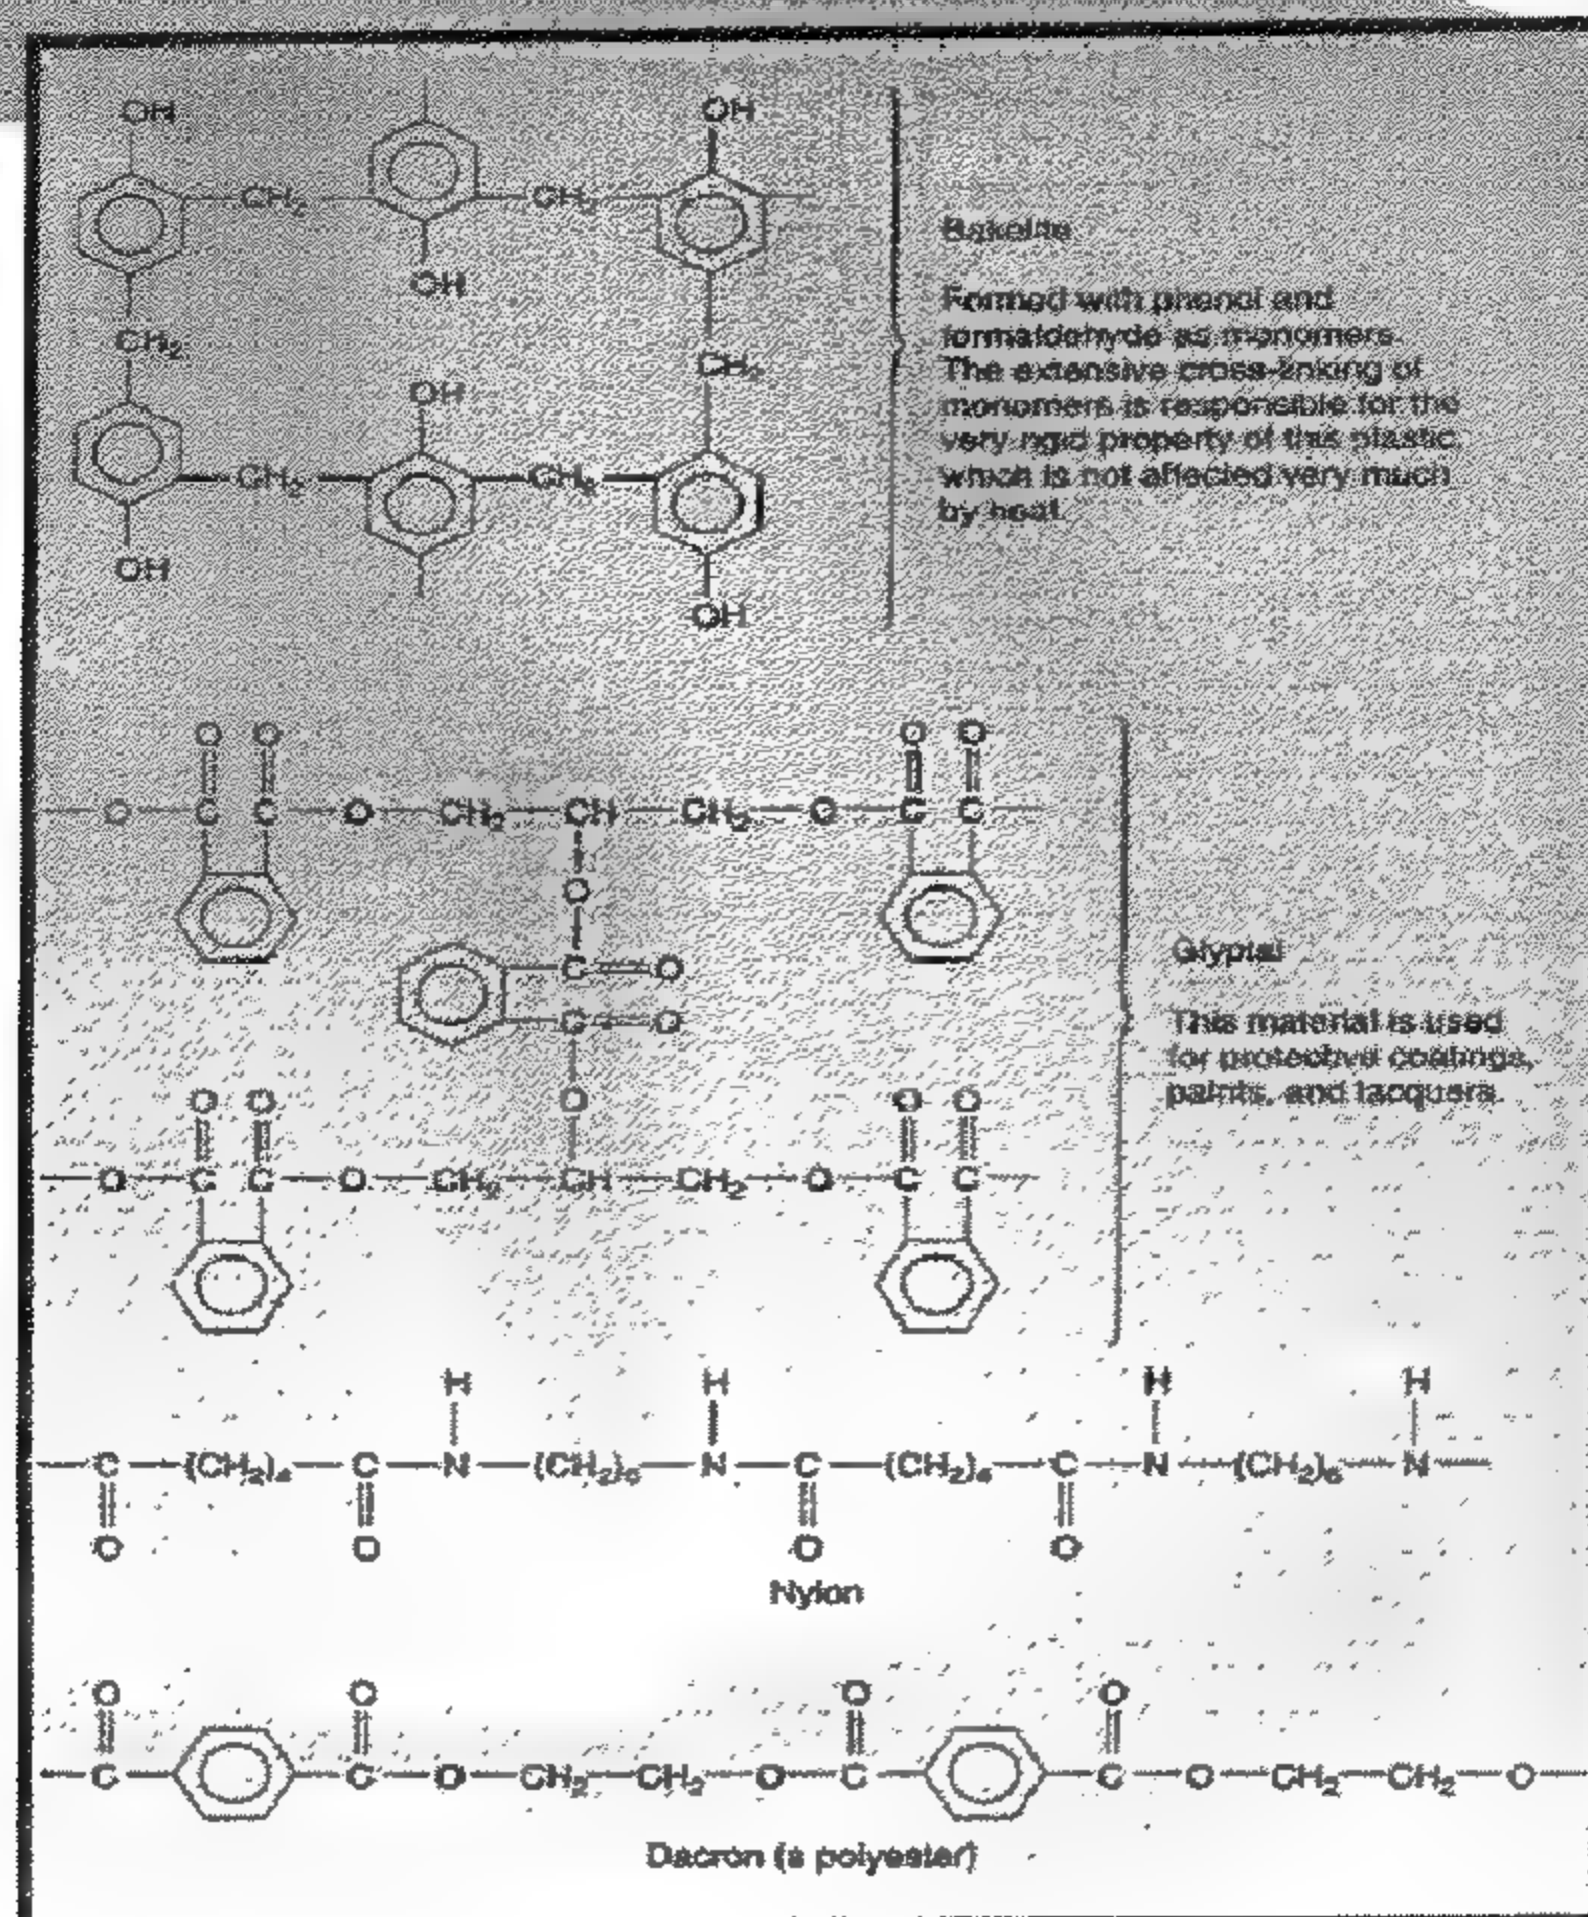 OH OH
CH₂ CH₂
OH
CH₂ CH₂
OH
CH₂ CH₂
OH
OH
Bakelite
Formed with phenol and
formaldehyde as monomers.
The extensive cross-linking of
monomers is responsible for the
very rigid property of this plastic,
which is not affected very much
by heat.
O O O O
O C C O CH₂ CH CH₂ O C C
O
C O
C O
O O O O O
O C C O CH₂ CH CH₂ O C C
Glyptal
This material is used
for protective coatings,
paints, and lacquers.
H H H H
C (CH₂)₄ C N (CH₂)₆ N C (CH₂)₄ C N (CH₂)₆ N
O O O O
Nylon
O O O O
C C O CH₂ CH₂ O C C O CH₂ CH₂ O
Dacron (a polyester)